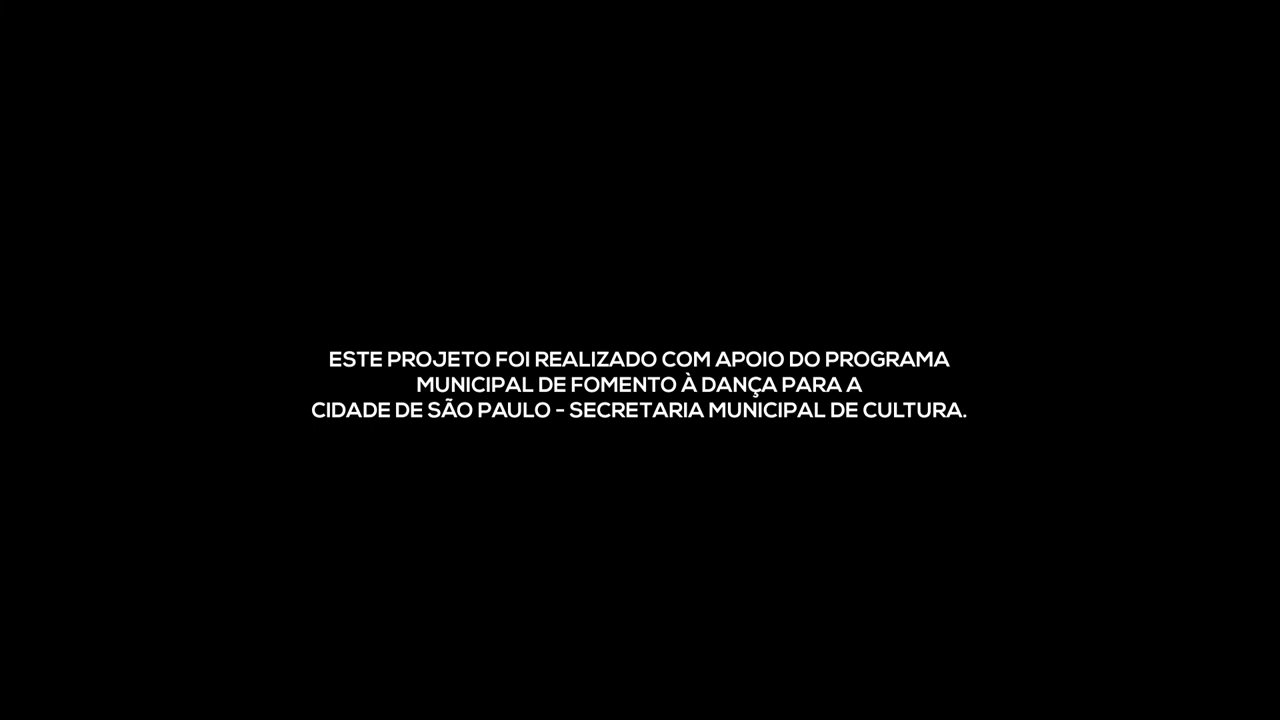 ESTE PROJETO FOI REALIZADO COM APOIO DO PROGRAMA
MUNICIPAL DE FOMENTO À DANÇA PARA A
CIDADE DE SÃO PAULO - SECRETARIA MUNICIPAL DE CULTURA.